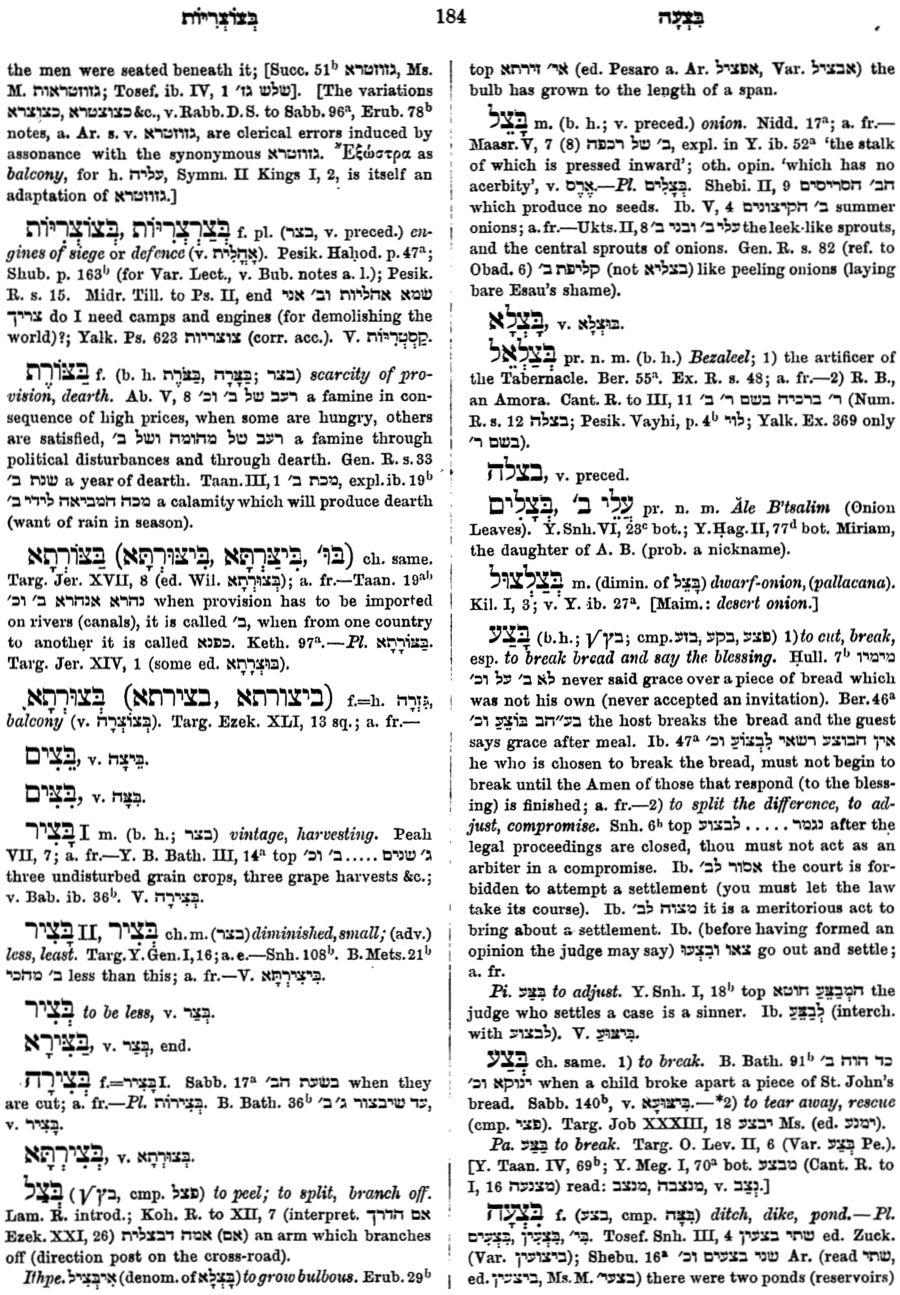 בְּצוֹצְרִיּוֹת 184 בִּצְעָה
the men were seated beneath it; [Succ. 51ᵇ גזוזטרא, Ms.
M. גזוזטראות; Tosef. ib. IV, 1 שלש גז׳]. [The variations
כצוצטרא, כצוצרא &c., v. Rabb. D. S. to Sabb. 96ᵃ, Erub. 78ᵇ
notes, a. Ar. s. v. גזוזטרא, are clerical errors induced by
assonance with the synonymous גזוזטרא. Ἐξώστρα as
balcony, for h. עליה, Symm. II Kings I, 2, is itself an
adaptation of גזוזטרא.]
בְּצַרְצְרִיּוֹת, בְּצוֹצְרִיּוֹת f. pl. (בצר, v. preced.) en-
gines of siege or defence (v. אֲהָלִית). Pesik. Haḥod. p. 47ᵃ;
Shub. p. 163ᵇ (for Var. Lect., v. Bub. notes a. l.); Pesik.
R. s. 15. Midr. Till. to Ps. II, end שמא אהליות וב׳ אני
צריך do I need camps and engines (for demolishing the
world)?; Yalk. Ps. 623 צוצריות (corr. acc.). V. קַסְטְרִיּוֹת.
בַּצּוֹרֶת f. (b. h. בַּצָּרָה, בַּצֹּרֶת; בצר) scarcity of pro-
vision, dearth. Ab. V, 8 רעב של ב׳ וכ׳ a famine in con-
sequence of high prices, when some are hungry, others
are satisfied, רעב של מהומה ושל ב׳ a famine through
political disturbances and through dearth. Gen. R. s. 33
שנת ב׳ a year of dearth. Taan. III, 1 מכת ב׳, expl. ib. 19ᵇ
מכה המביאה לידי ב׳ a calamity which will produce dearth
(want of rain in season).
בַּצּוֹרְתָּא (בּוּ׳, בִּיצַּרְתָּא, בִּיצּוּרְתָּא) ch. same.
Targ. Jer. XVII, 8 (ed. Wil. בְּצוּרְתָּא); a. fr.—Taan. 19ᵃᵇ
נהרא אנהרא ב׳ וכ׳ when provision has to be imported
on rivers (canals), it is called ב׳, when from one country
to another it is called כפנא. Keth. 97ᵃ.—Pl. בַּצּוֹרְתָא.
Targ. Jer. XIV, 1 (some ed. בּוּצְרָתָא).
בְּצוּרְתָּא (ביצורתא, בצירתא) f.=h. גִּזְרָה,
balcony (v. בְּצוֹצְרָה). Targ. Ezek. XLI, 13 sq.; a. fr.—
בֵּצִים, v. בֵּיצָה.
בִּצִּים, v. בִּצָּה.
בָּצִיר I m. (b. h.; בצר) vintage, harvesting. Peah
VII, 7; a. fr.—Y. B. Bath. III, 14ᵃ top ג׳ שנים ..... ב׳ וכ׳
three undisturbed grain crops, three grape harvests &c.;
v. Bab. ib. 36ᵇ. V. בְּצִירָה.
בָּצִיר II, בְּצִיר ch. m. (בצר) diminished, small; (adv.)
less, least. Targ. Y. Gen. I, 16; a. e.—Snh. 108ᵇ. B. Mets. 21ᵇ
ב׳ מהכי less than this; a. fr.—V. בִּיצִירְתָּא.
בְּצִיר to be less, v. בְּצַר.
בַּצִּירָא, v. בְּצַר, end.
בְּצִירָה f.=בָּצִיר I. Sabb. 17ᵃ בשעת הב׳ when they
are cut; a. fr.—Pl. בְּצִירוֹת. B. Bath. 36ᵇ עד שיבצור ג׳ ב׳,
v. בָּצִיר.
בְּצִירְתָּא, v. בְּצוּרְתָא.
בְּצַל (√בץ, cmp. פצל) to peel; to split, branch off.
Lam. R. introd.; Koh. R. to XII, 7 (interpret. אם הדרך
Ezek. XXI, 26) (אם) אמה דבצלית an arm which branches
off (direction post on the cross-road).
Ithpe. אִיבְּצִיל (denom. of בָּצְלָא) to grow bulbous. Erub. 29ᵇ
top אי׳ זירתא (ed. Pesaro a. Ar. אפציל, Var. אבציל) the
bulb has grown to the length of a span.
בָּצָל m. (b. h.; v. preced.) onion. Nidd. 17ᵃ; a. fr.—
Maasr. V, 7 (8) ב׳ של רכפה, expl. in Y. ib. 52ᵃ ‘the stalk
of which is pressed inward’; oth. opin. ‘which has no
acerbity’, v. אֶרֶס.—Pl. בְּצָלִים. Shebi. II, 9 הב׳ הסריסים
which produce no seeds. Ib. V, 4 ב׳ הקיצונים summer
onions; a. fr.—Ukts. II, 8 עלי ב׳ ובני ב׳ the leek-like sprouts,
and the central sprouts of onions. Gen. R. s. 82 (ref. to
Obad. 6) קליפת ב׳ (not בצליא) like peeling onions (laying
bare Esau's shame).
בָּצְלָא, v. בּוּצְלָא.
בְּצַלְאֵל pr. n. m. (b. h.) Bezaleel; 1) the artificer of
the Tabernacle. Ber. 55ᵃ. Ex. R. s. 48; a. fr.—2) R. B.,
an Amora. Cant. R. to III, 11 ר׳ ברכיה בשם ר׳ ב׳ (Num.
R. s. 12 בצלה; Pesik. Vayhi, p. 4ᵇ לוי; Yalk. Ex. 369 only
בשם ר׳).
בצלה, v. preced.
בְּצָלִים, עֲלֵי ב׳ pr. n. m. Ăle B'tsalim (Onion
Leaves). Y. Snh. VI, 23ᶜ bot.; Y. Ḥag. II, 77ᵈ bot. Miriam,
the daughter of A. B. (prob. a nickname).
בְּצַלְצוּל m. (dimin. of בָּצָל) dwarf-onion, (pallacana).
Kil. I, 3; v. Y. ib. 27ᵃ. [Maim.: desert onion.]
בָּצַע (b. h.; √בץ; cmp. פצע, בקע, בזע) 1) to cut, break,
esp. to break bread and say the blessing. Ḥull. 7ᵇ מימיו
לא ב׳ על וכ׳ never said grace over a piece of bread which
was not his own (never accepted an invitation). Ber. 46ᵃ
בע״הב בּוֹצֵעַ וכ׳ the host breaks the bread and the guest
says grace after meal. Ib. 47ᵃ אין הבוצע רשאי לִבְצוֹעַ וכ׳
he who is chosen to break the bread, must not begin to
break until the Amen of those that respond (to the bless-
ing) is finished; a. fr.—2) to split the difference, to ad-
just, compromise. Snh. 6ᵇ top נגמר ..... לבצוע after the
legal proceedings are closed, thou must not act as an
arbiter in a compromise. Ib. אסור לב׳ the court is for-
bidden to attempt a settlement (you must let the law
take its course). Ib. מצוה לב׳ it is a meritorious act to
bring about a settlement. Ib. (before having formed an
opinion the judge may say) צאו ובִצְעוּ go out and settle;
a. fr.
Pi. בִּצֵּעַ to adjust. Y. Snh. I, 18ᵇ top הַמְבַצֵּעַ חוטא the
judge who settles a case is a sinner. Ib. לְבַצֵּעַ (interch.
with לבצוע). V. בִּיצּוּעַ.
בְּצַע ch. same. 1) to break. B. Bath. 91ᵇ כד הוה ב׳
ינוקא וכ׳ when a child broke apart a piece of St. John's
bread. Sabb. 140ᵇ, v. בִּיצּוּעָא.—*2) to tear away, rescue
(cmp. פצי). Targ. Job XXXIII, 18 יבצע Ms. (ed. ימנע).
Pa. בַּצַּע to break. Targ. O. Lev. II, 6 (Var. בְּצַע Pe.).
[Y. Taan. IV, 69ᵇ; Y. Meg. I, 70ᵃ bot. מבצע (Cant. R. to
I, 16 מצנעה) read: מנצבה, מנצב, v. נְצַב.]
בִּצְעָה f. (בצע, cmp. בִּצָּה) ditch, dike, pond.—Pl.
בְּצָעִים, בְּצָעִין, בִּי׳. Tosef. Snh. III, 4 שתי בצעין ed. Zuck.
(Var. ביצועין); Shebu. 16ᵃ שני בצעים וכ׳ Ar. (read שתי,
ed. ביצעין, Ms. M. בצעי׳) there were two ponds (reservoirs)